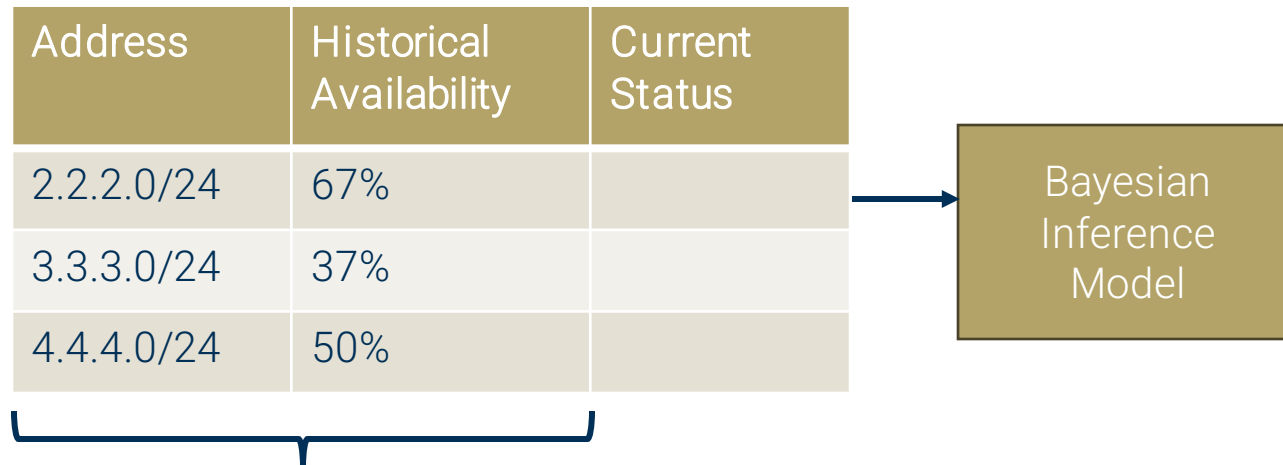 Address
Historical
Availability
Current
Status
2.2.2.0/24
67%
3.3.3.0/24
37%
4.4.4.0/24
50%
Bayesian
Inference
Model